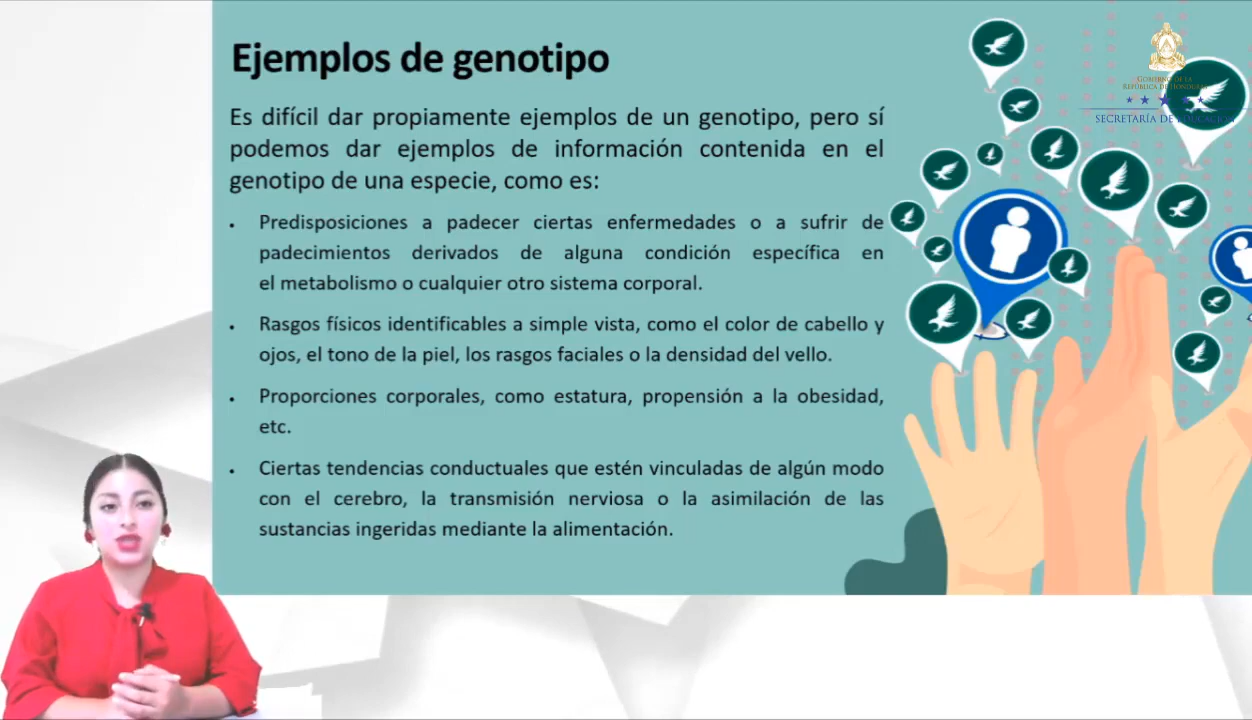 Ejemplos de genotipo
Es difícil dar propiamente ejemplos de un genotipo, pero sí
podemos dar ejemplos de información contenida en el
genotipo de una especie, como es:
• Predisposiciones a padecer ciertas enfermedades o a sufrir de
padecimientos derivados de alguna condición específica en
el metabolismo o cualquier otro sistema corporal.
• Rasgos físicos identificables a simple vista, como el color de cabello y
ojos, el tono de la piel, los rasgos faciales o la densidad del vello.
• Proporciones corporales, como estatura, propensión a la obesidad,
etc.
• Ciertas tendencias conductuales que estén vinculadas de algún modo
con el cerebro, la transmisión nerviosa o la asimilación de las
sustancias ingeridas mediante la alimentación.
GOBIERNO DE LA
REPÚBLICA DE HONDURAS
SECRETARÍA DE EDUCACIÓN